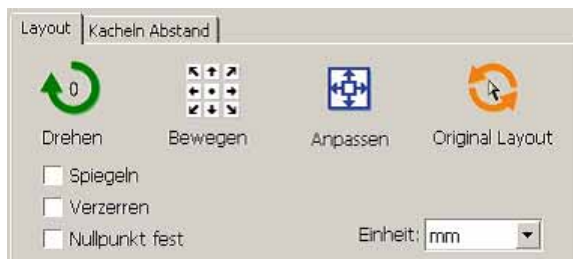 Layout Kacheln Abstand
0
Drehen Bewegen Anpassen Original Layout
Spiegeln
Verzerren
Nullpunkt fest Einheit: mm